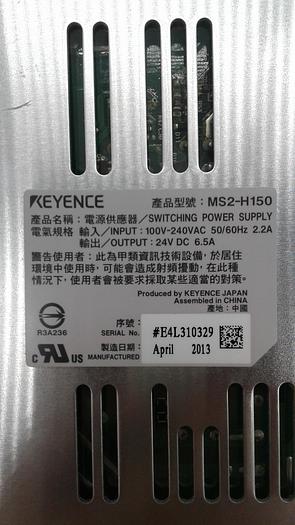 KEYENCE 產品型號: MS2-H150
產品名稱: 電源供應器/SWITCHING POWER SUPPLY
電氣規格 輸入/INPUT : 100V-240VAC 50/60Hz 2.2A
輸出/OUTPUT : 24V DC 6.5A
警告使用者: 此為甲類資訊技術設備, 於居住
環境中使用時, 可能會造成射頻擾動, 在此種
情況下, 使用者會被要求採取某些適當的對策。
Produced by KEYENCE JAPAN
Assembled in CHINA
產地: 中國
R3A236
序號:
SERIAL No.
#E4L310329
製造日期:
MANUFACTURED
April 2013
C UL US